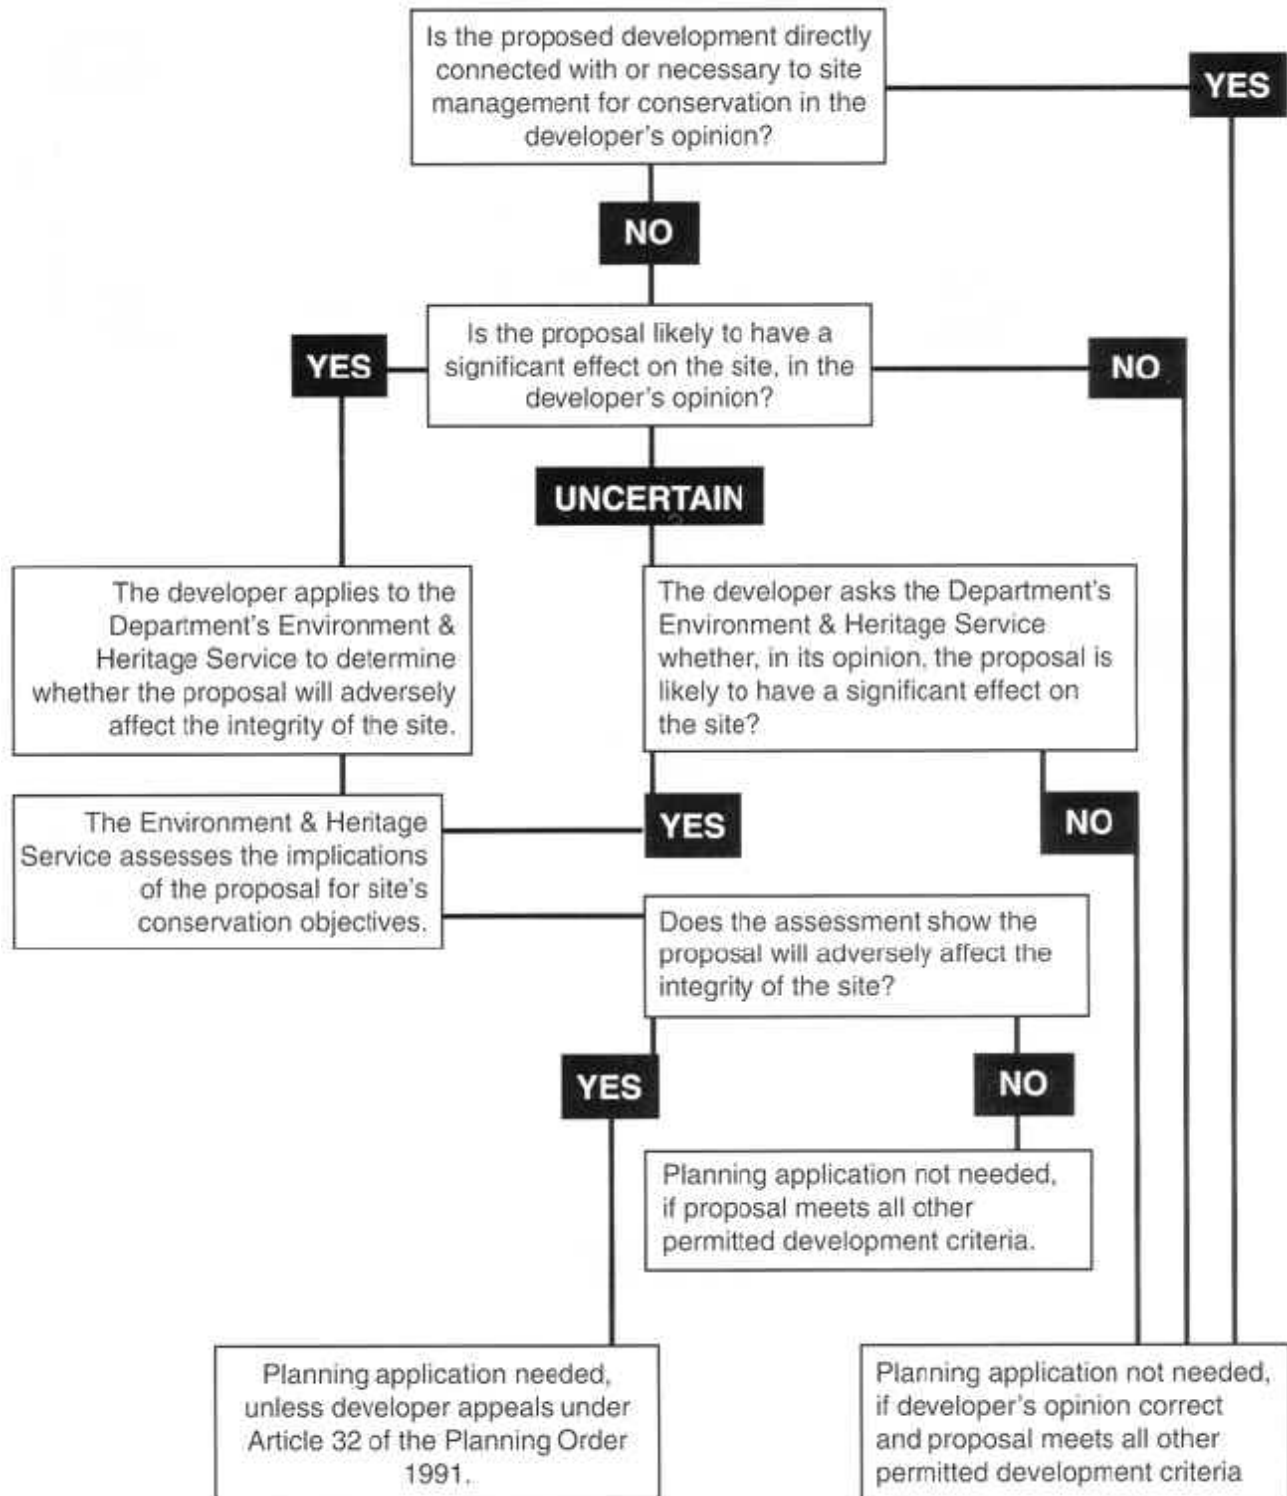 Is the proposed development directly
connected with or necessary to site
management for conservation in the
developer's opinion?
YES
NO
Is the proposal likely to have a
significant effect on the site, in the
developer's opinion?
YES
NO
UNCERTAIN
The developer applies to the
Department's Environment &
Heritage Service to determine
whether the proposal will adversely
affect the integrity of the site.
The developer asks the Department's
Environment & Heritage Service
whether, in its opinion, the proposal is
likely to have a significant effect on
the site?
The Environment & Heritage
Service assesses the implications
of the proposal for site's
conservation objectives.
YES
NO
Does the assessment show the
proposal will adversely affect the
integrity of the site?
YES
NO
Planning application not needed,
if proposal meets all other
permitted development criteria.
Planning application needed,
unless developer appeals under
Article 32 of the Planning Order
1991.
Planning application not needed,
if developer's opinion correct
and proposal meets all other
permitted development criteria